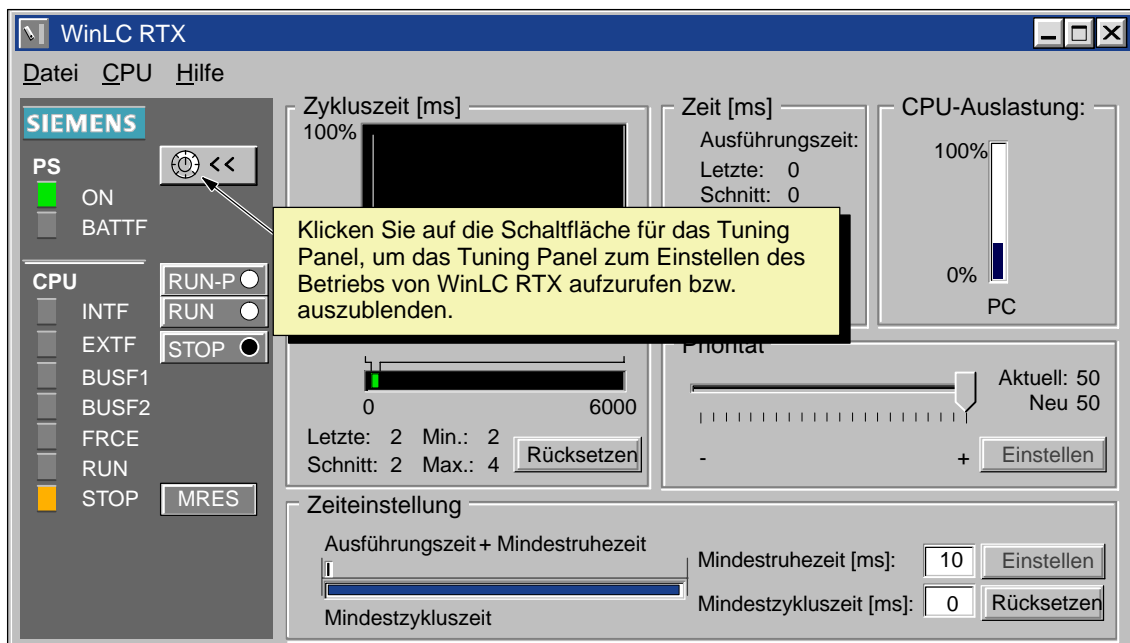 WinLC RTX
Datei CPU Hilfe
SIEMENS
<<
PS
ON
BATTF
CPU
INTF
EXTF
BUSF1
BUSF2
FRCE
RUN
STOP
RUN-P
RUN
STOP
MRES
Zykluszeit [ms]
100%
Klicken Sie auf die Schaltfläche für das Tuning
Panel, um das Tuning Panel zum Einstellen des
Betriebs von WinLC RTX aufzurufen bzw.
auszublenden.
0 6000
Letzte: 2 Min.: 2
Schnitt: 2 Max.: 4
Rücksetzen
Zeit [ms]
Ausführungszeit:
Letzte: 0
Schnitt: 0
CPU-Auslastung:
100%
0%
PC
Priorität
Aktuell: 50
Neu 50
- +
Einstellen
Zeiteinstellung
Ausführungszeit + Mindestruhezeit
Mindestzykluszeit
Mindestruhezeit [ms]: 10 Einstellen
Mindestzykluszeit [ms]: 0 Rücksetzen